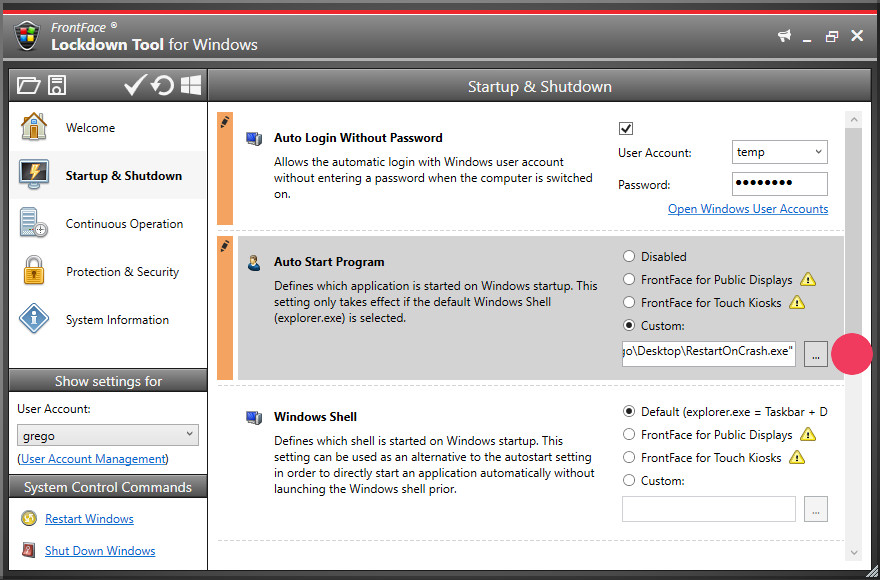 FrontFace ®
Lockdown Tool for Windows
Startup & Shutdown
Welcome
Startup & Shutdown
Continuous Operation
Protection & Security
System Information
Show settings for
User Account:
grego
(User Account Management)
System Control Commands
Restart Windows
Shut Down Windows
Auto Login Without Password
Allows the automatic login with Windows user account
without entering a password when the computer is switched
on.
User Account:
temp
Password:
••••••••
Open Windows User Accounts
Auto Start Program
Defines which application is started on Windows startup. This
setting only takes effect if the default Windows Shell
(explorer.exe) is selected.
Disabled
FrontFace for Public Displays
FrontFace for Touch Kiosks
Custom:
go\Desktop\RestartOnCrash.exe"
...
Windows Shell
Defines which shell is started on Windows startup. This
setting can be used as an alternative to the autostart setting
in order to directly start an application automatically without
launching the Windows shell prior.
Default (explorer.exe = Taskbar + D
FrontFace for Public Displays
FrontFace for Touch Kiosks
Custom:
...